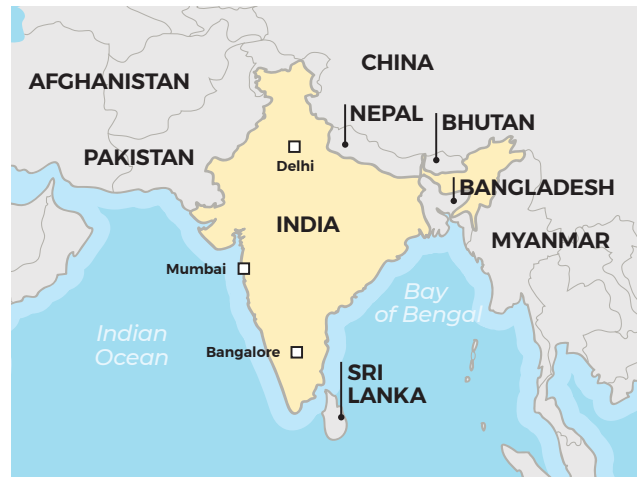 CHINA
AFGHANISTAN
NEPAL
BHUTAN
PAKISTAN
Delhi
BANGLADESH
INDIA
MYANMAR
Mumbai
Bay
of Bengal
Indian
Ocean
Bangalore
SRI
LANKA